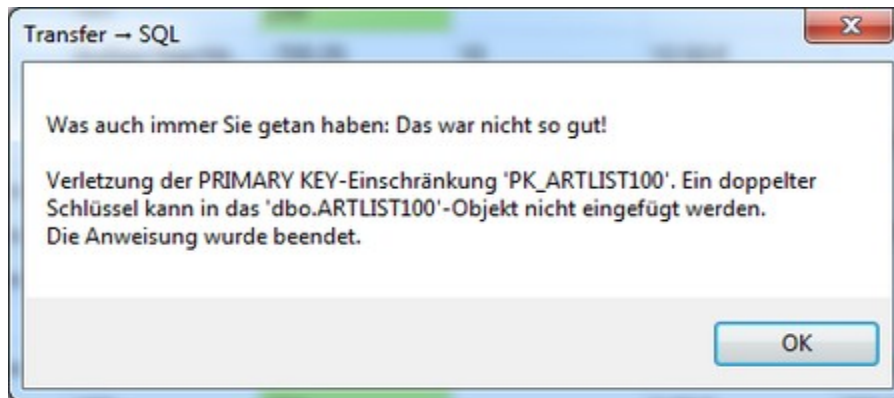 Transfer → SQL
Was auch immer Sie getan haben: Das war nicht so gut!
Verletzung der PRIMARY KEY-Einschränkung 'PK_ARTLIST100'. Ein doppelter
Schlüssel kann in das 'dbo.ARTLIST100'-Objekt nicht eingefügt werden.
Die Anweisung wurde beendet.
OK